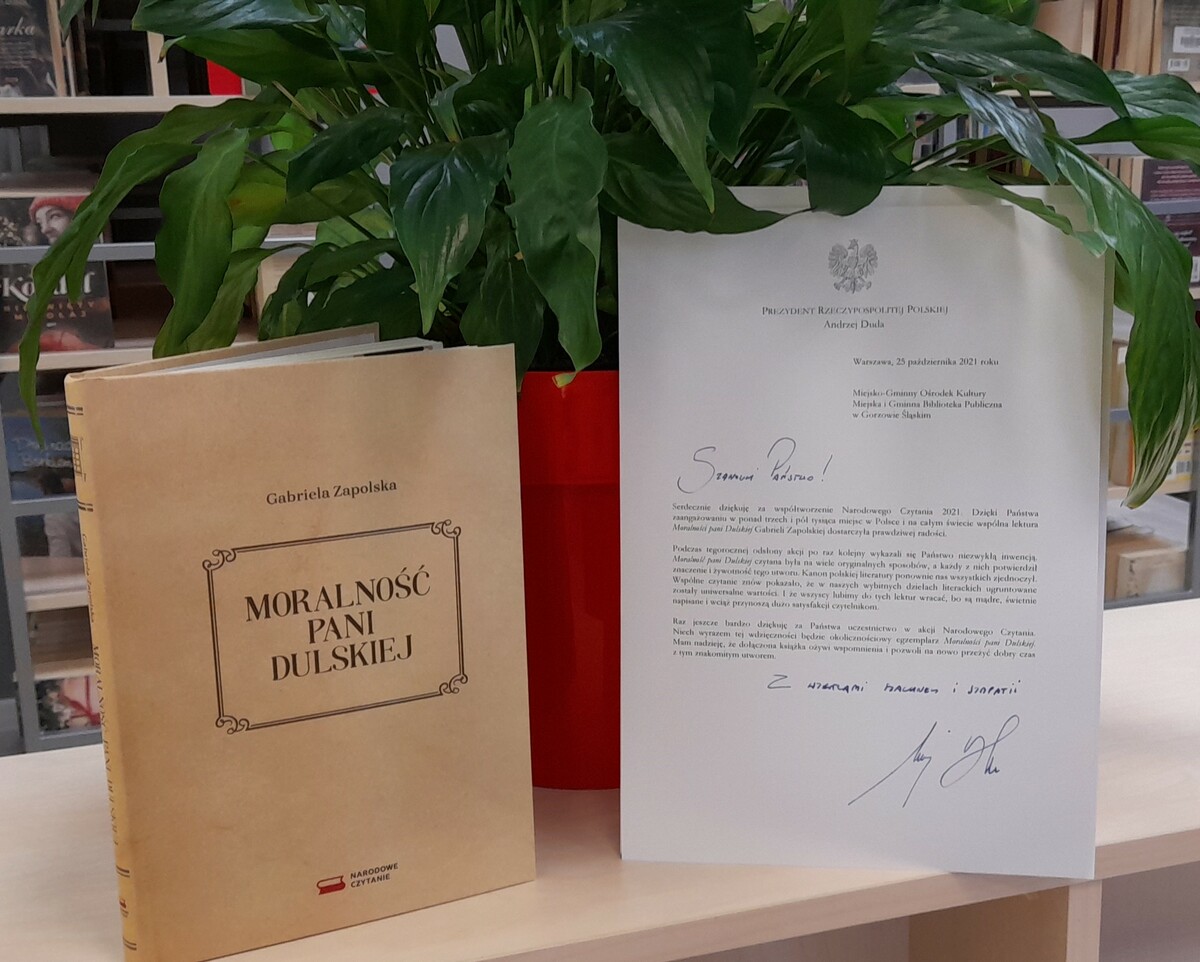 Gabriela Zapolska
MORALNOŚĆ
PANI
DULSKIEJ
NARODOWE
CZYTANIE
PREZYDENT RZECZYPOSPOLITEJ POLSKIEJ
Andrzej Duda
Warszawa, 25 października 2021 roku
Miejsko-Gminny Ośrodek Kultury
Miejska i Gminna Biblioteka Publiczna
w Gorzowie Śląskim
Szanowni Państwo!
Serdecznie dziękuję za współtworzenie Narodowego Czytania 2021. Dzięki Państwa
zaangażowaniu w ponad trzech i pół tysiąca miejsc w Polsce i na całym świecie wspólna lektura
Moralności pani Dulskiej Gabrieli Zapolskiej dostarczyła prawdziwej radości.
Podczas tegorocznej odsłony akcji po raz kolejny wykazali się Państwo niezwykłą inwencją.
Moralność pani Dulskiej czytana była na wiele oryginalnych sposobów, a każdy z nich potwierdził
znaczenie i żywotność tego utworu. Kanon polskiej literatury ponownie nas wszystkich zjednoczył.
Wspólne czytanie znów pokazało, że w naszych wybitnych dziełach literackich ugruntowane
zostały uniwersalne wartości. I że wszyscy lubimy do tych lektur wracać, bo są mądre, świetnie
napisane i wciąż przynoszą dużo satysfakcji czytelnikom.
Raz jeszcze bardzo dziękuję za Państwa uczestnictwo w akcji Narodowego Czytania.
Niech wyrazem tej wdzięczności będzie okolicznościowy egzemplarz Moralności pani Dulskiej.
Mam nadzieję, że dołączona książka ożywi wspomnienia i pozwoli na nowo przeżyć dobry czas
z tym znakomitym utworem.
Z wyrazami szacunku i sympatii